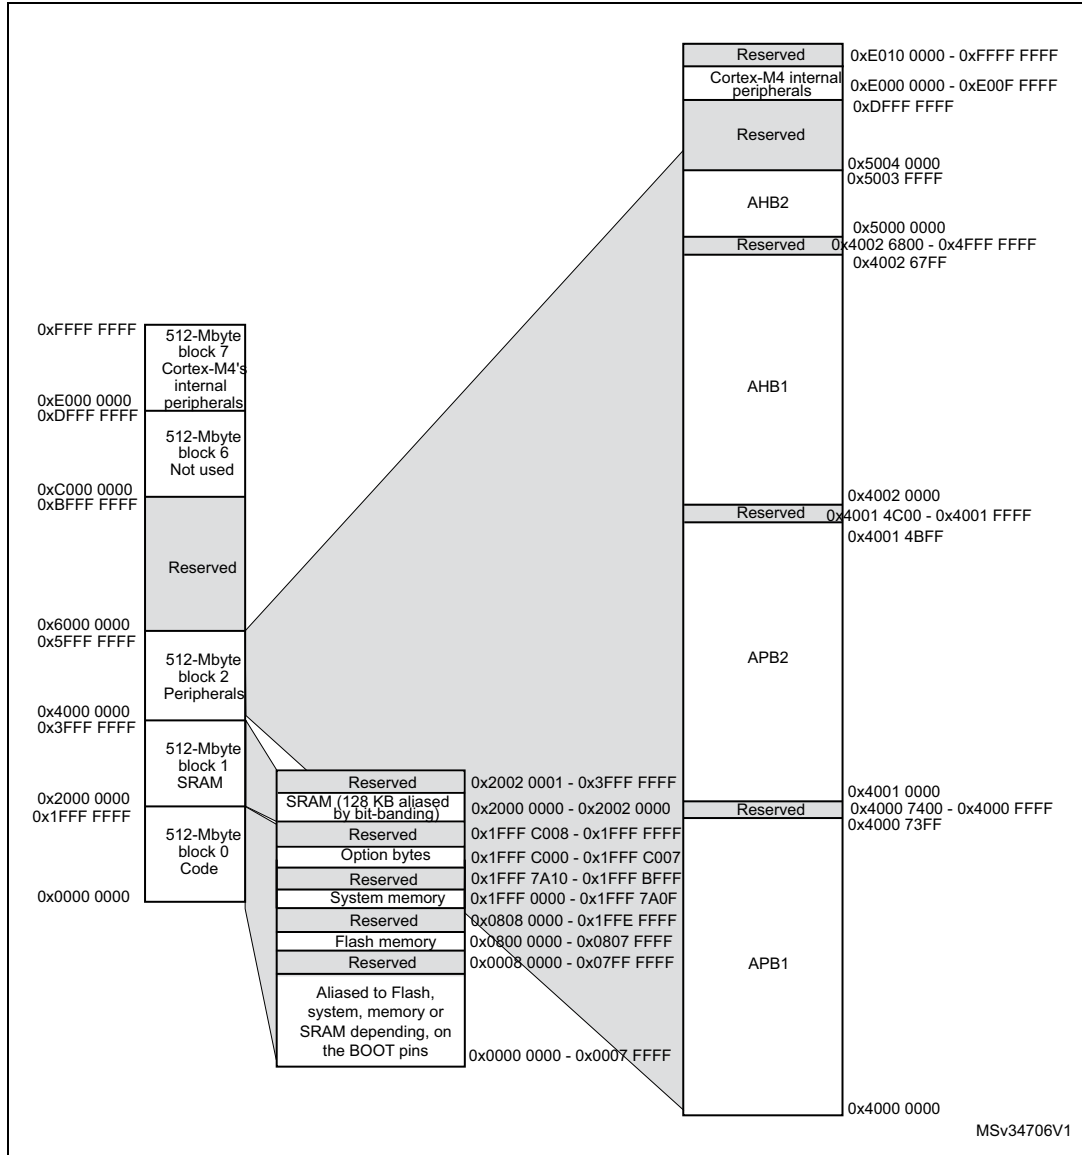 0xFFFF FFFF
512-Mbyte
block 7
Cortex-M4's
internal
peripherals
0xE000 0000
0xDFFF FFFF
512-Mbyte
block 6
Not used
0xC000 0000
0xBFFF FFFF
Reserved
0x6000 0000
0x5FFF FFFF
512-Mbyte
block 2
Peripherals
0x4000 0000
0x3FFF FFFF
512-Mbyte
block 1
SRAM
0x2000 0000
0x1FFF FFFF
512-Mbyte
block 0
Code
0x0000 0000
Reserved 0x2002 0001 - 0x3FFF FFFF
SRAM (128 KB aliased
by bit-banding)
0x2000 0000 - 0x2002 0000
Reserved 0x1FFF C008 - 0x1FFF FFFF
Option bytes 0x1FFF C000 - 0x1FFF C007
Reserved 0x1FFF 7A10 - 0x1FFF BFFF
System memory 0x1FFF 0000 - 0x1FFF 7A0F
Reserved 0x0808 0000 - 0x1FFE FFFF
Flash memory 0x0800 0000 - 0x0807 FFFF
Reserved 0x0008 0000 - 0x07FF FFFF
Aliased to Flash,
system, memory or
SRAM depending, on
the BOOT pins
0x0000 0000 - 0x0007 FFFF
Reserved 0xE010 0000 - 0xFFFF FFFF
Cortex-M4 internal
peripherals
0xE000 0000 - 0xE00F FFFF
0xDFFF FFFF
Reserved
0x5004 0000
0x5003 FFFF
AHB2
0x5000 0000
Reserved 0x4002 6800 - 0x4FFF FFFF
0x4002 67FF
AHB1
0x4002 0000
Reserved 0x4001 4C00 - 0x4001 FFFF
0x4001 4BFF
APB2
0x4001 0000
Reserved 0x4000 7400 - 0x4000 FFFF
0x4000 73FF
APB1
0x4000 0000
MSv34706V1